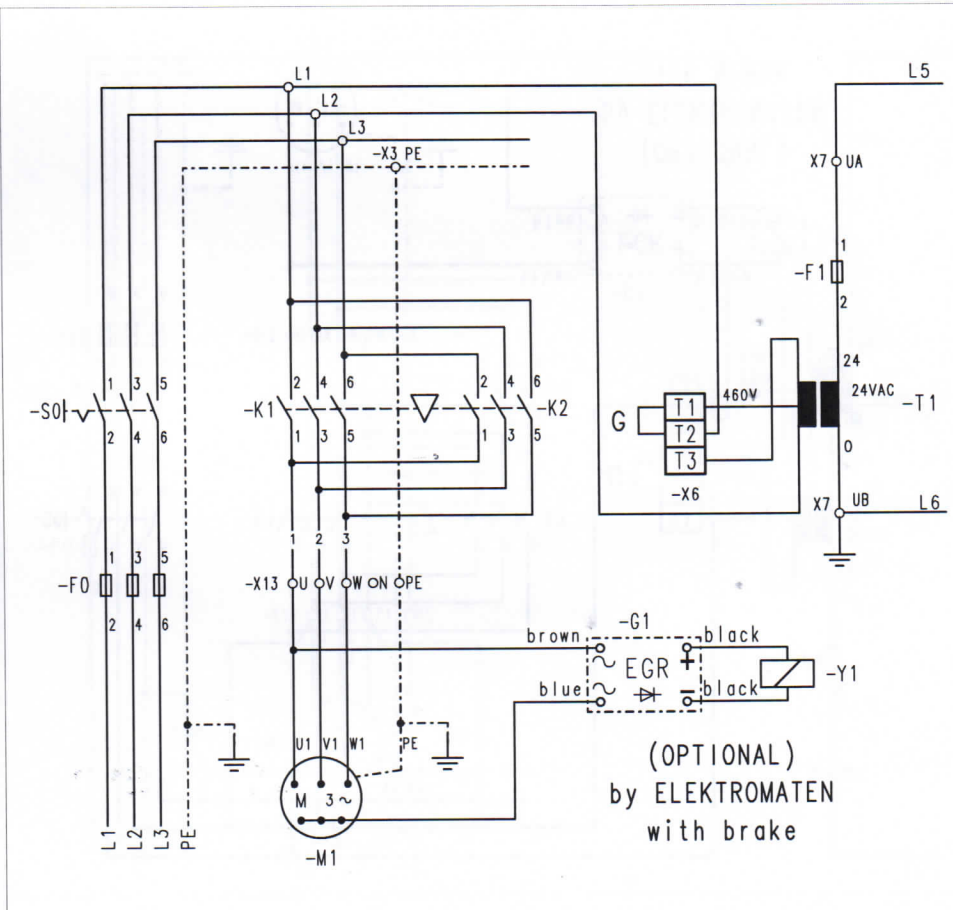 L1
L5
L2
L3
-X3 PE
X7 UA
1
-F1
2
2 4 6
2 4 6
24
1 3 5
460V
24VAC
-T1
-S0
-K1
-K2
T1
G
T2
2 4 6
1 3 5
1 3 5
T3
0
-X6
X7 UB
L6
1 2 3
1 3 5
-F0
-X13 U V W N PE
2 4 6
-G1
brown
black
+
EGR
-Y1
blue
-
black
U1 V1 W1
PE
(OPTIONAL)
M 3~
by ELEKTROMATEN
L1 L2 L3 PE
with brake
-M1